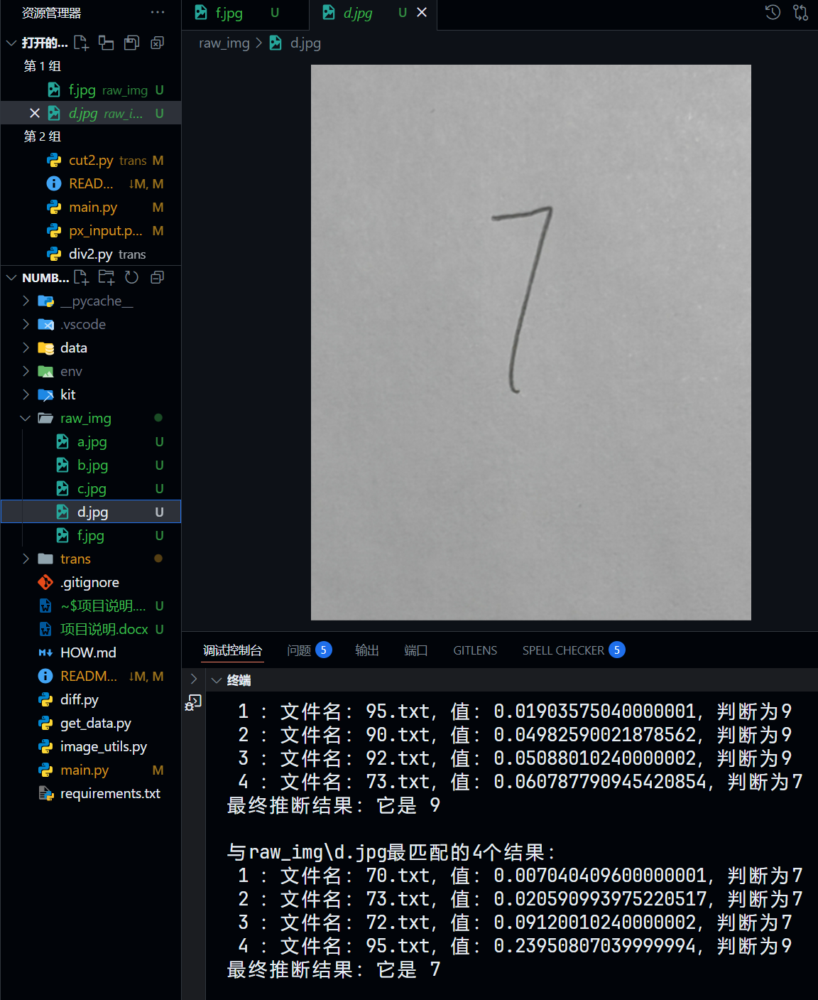 资源管理器 ···
打开的...
第 1 组
f.jpg raw_img U
d.jpg raw_i... U
第 2 组
cut2.py trans M
READ... ↓M, M
main.py M
px_input.p... M
div2.py trans
NUMB...
__pycache__
.vscode
data
env
kit
raw_img
a.jpg U
b.jpg U
c.jpg U
d.jpg U
f.jpg U
trans
.gitignore
~$项目说明.... U
项目说明.docx U
HOW.md
READM... ↓M, M
diff.py
get_data.py
image_utils.py
main.py M
requirements.txt
f.jpg U d.jpg U
raw_img > d.jpg
7
调试控制台 问题 5 输出 端口 GITLENS SPELL CHECKER 5
终端
1 : 文件名: 95.txt, 值: 0.01903575040000001, 判断为9
2 : 文件名: 90.txt, 值: 0.04982590021878562, 判断为9
3 : 文件名: 92.txt, 值: 0.05088010240000002, 判断为9
4 : 文件名: 73.txt, 值: 0.060787790945420854, 判断为7
最终推断结果: 它是 9
与raw_img\d.jpg最匹配的4个结果:
1 : 文件名: 70.txt, 值: 0.007040409600000001, 判断为7
2 : 文件名: 73.txt, 值: 0.020590993975220517, 判断为7
3 : 文件名: 72.txt, 值: 0.09120010240000002, 判断为7
4 : 文件名: 95.txt, 值: 0.23950807039999994, 判断为9
最终推断结果: 它是 7